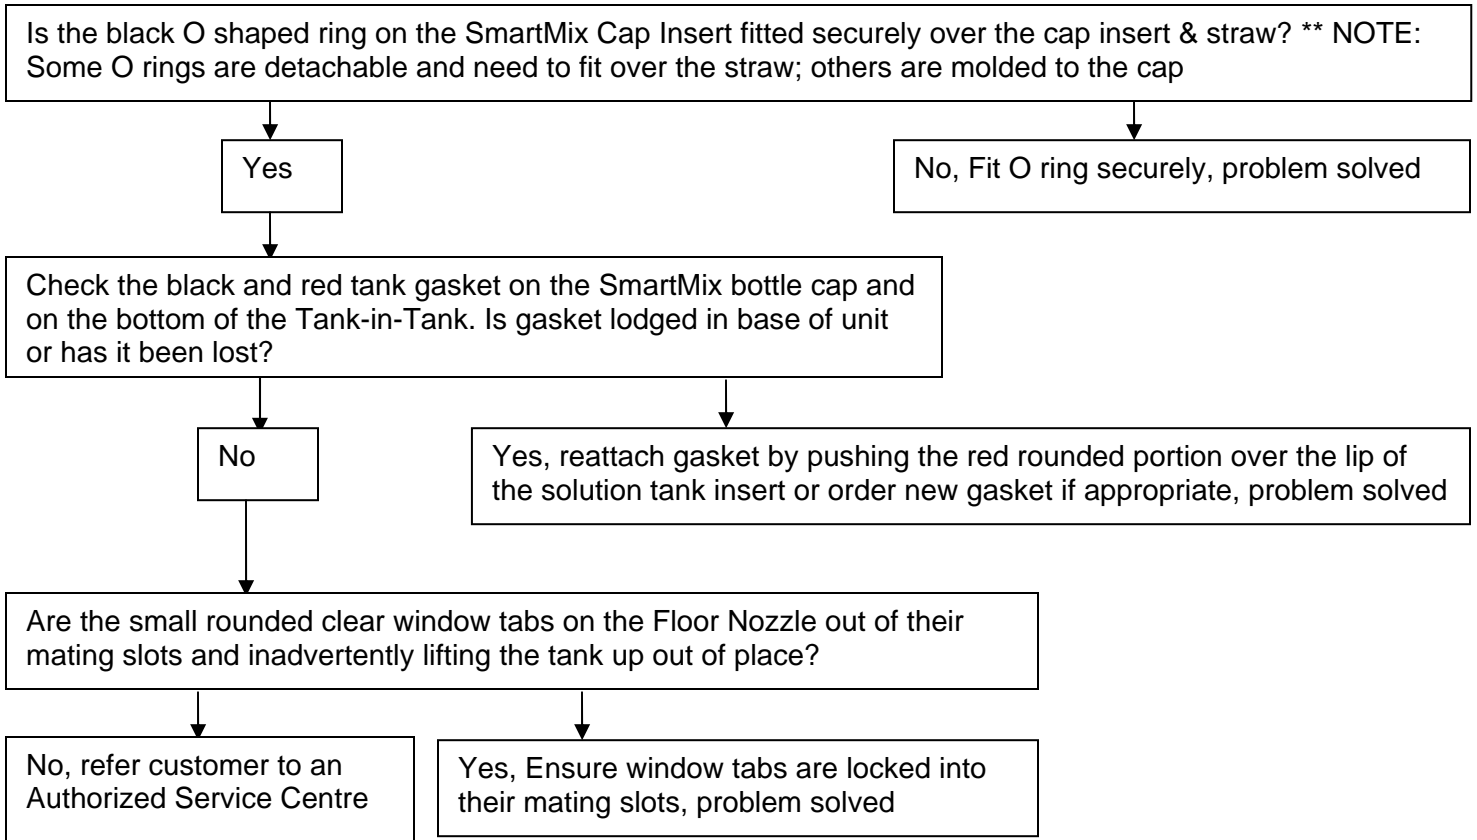 Is the black O shaped ring on the SmartMix Cap Insert fitted securely over the cap insert & straw? ** NOTE:
Some O rings are detachable and need to fit over the straw; others are molded to the cap
Yes
No, Fit O ring securely, problem solved
Check the black and red tank gasket on the SmartMix bottle cap and
on the bottom of the Tank-in-Tank. Is gasket lodged in base of unit
or has it been lost?
No
Yes, reattach gasket by pushing the red rounded portion over the lip of
the solution tank insert or order new gasket if appropriate, problem solved
Are the small rounded clear window tabs on the Floor Nozzle out of their
mating slots and inadvertently lifting the tank up out of place?
No, refer customer to an
Authorized Service Centre
Yes, Ensure window tabs are locked into
their mating slots, problem solved